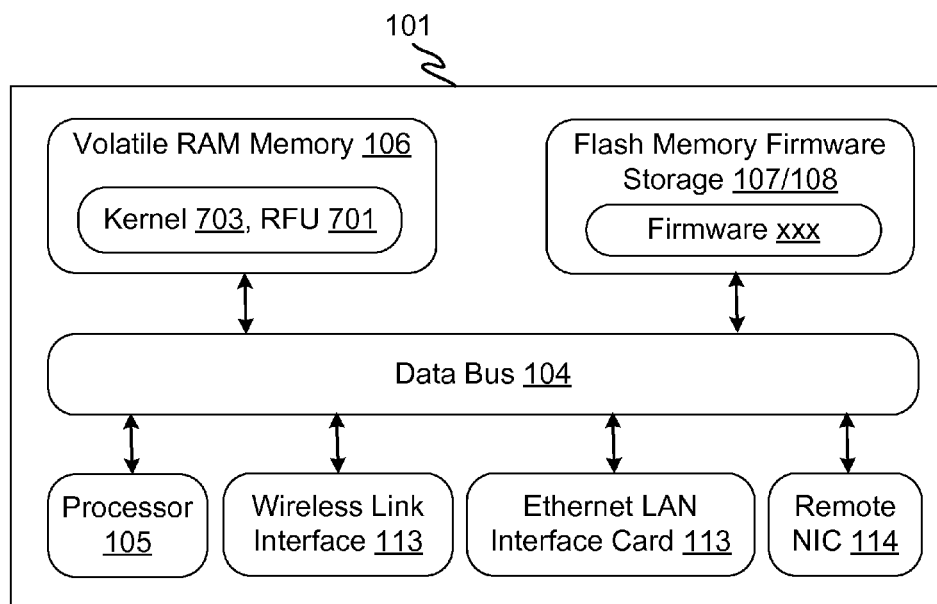 101
Volatile RAM Memory 106
Kernel 703, RFU 701
Flash Memory Firmware
Storage 107/108
Firmware xxx
Data Bus 104
Processor
105
Wireless Link
Interface 113
Ethernet LAN
Interface Card 113
Remote
NIC 114